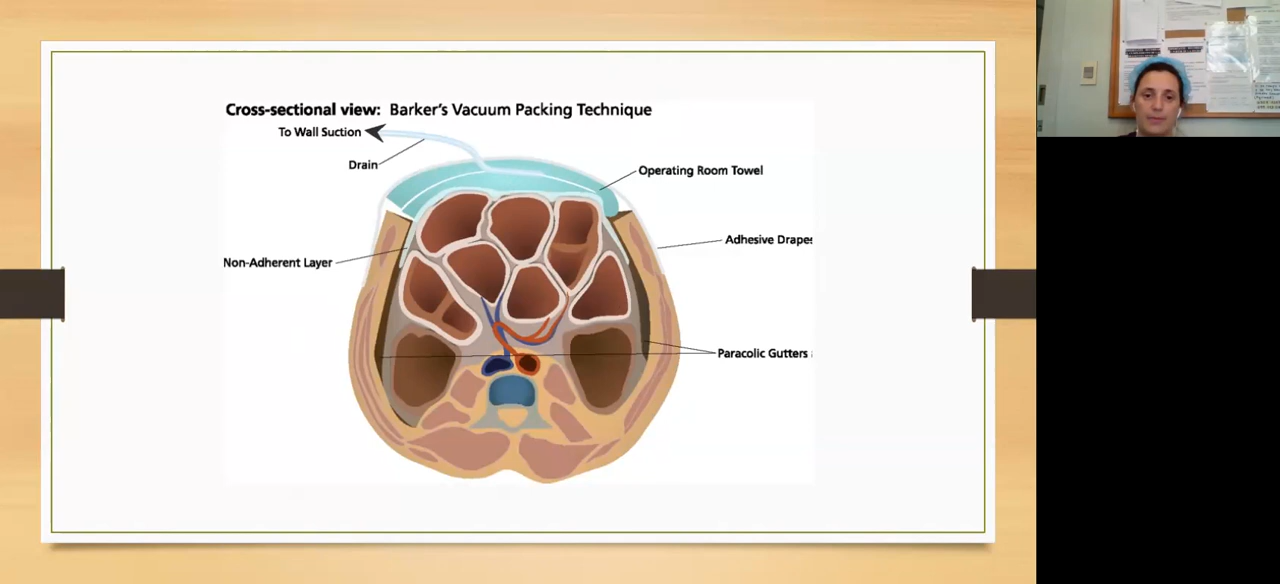 Cross-sectional view: Barker's Vacuum Packing Technique
To Wall Suction
Drain
Operating Room Towel
Adhesive Drapes
Non-Adherent Layer
Paracolic Gutters